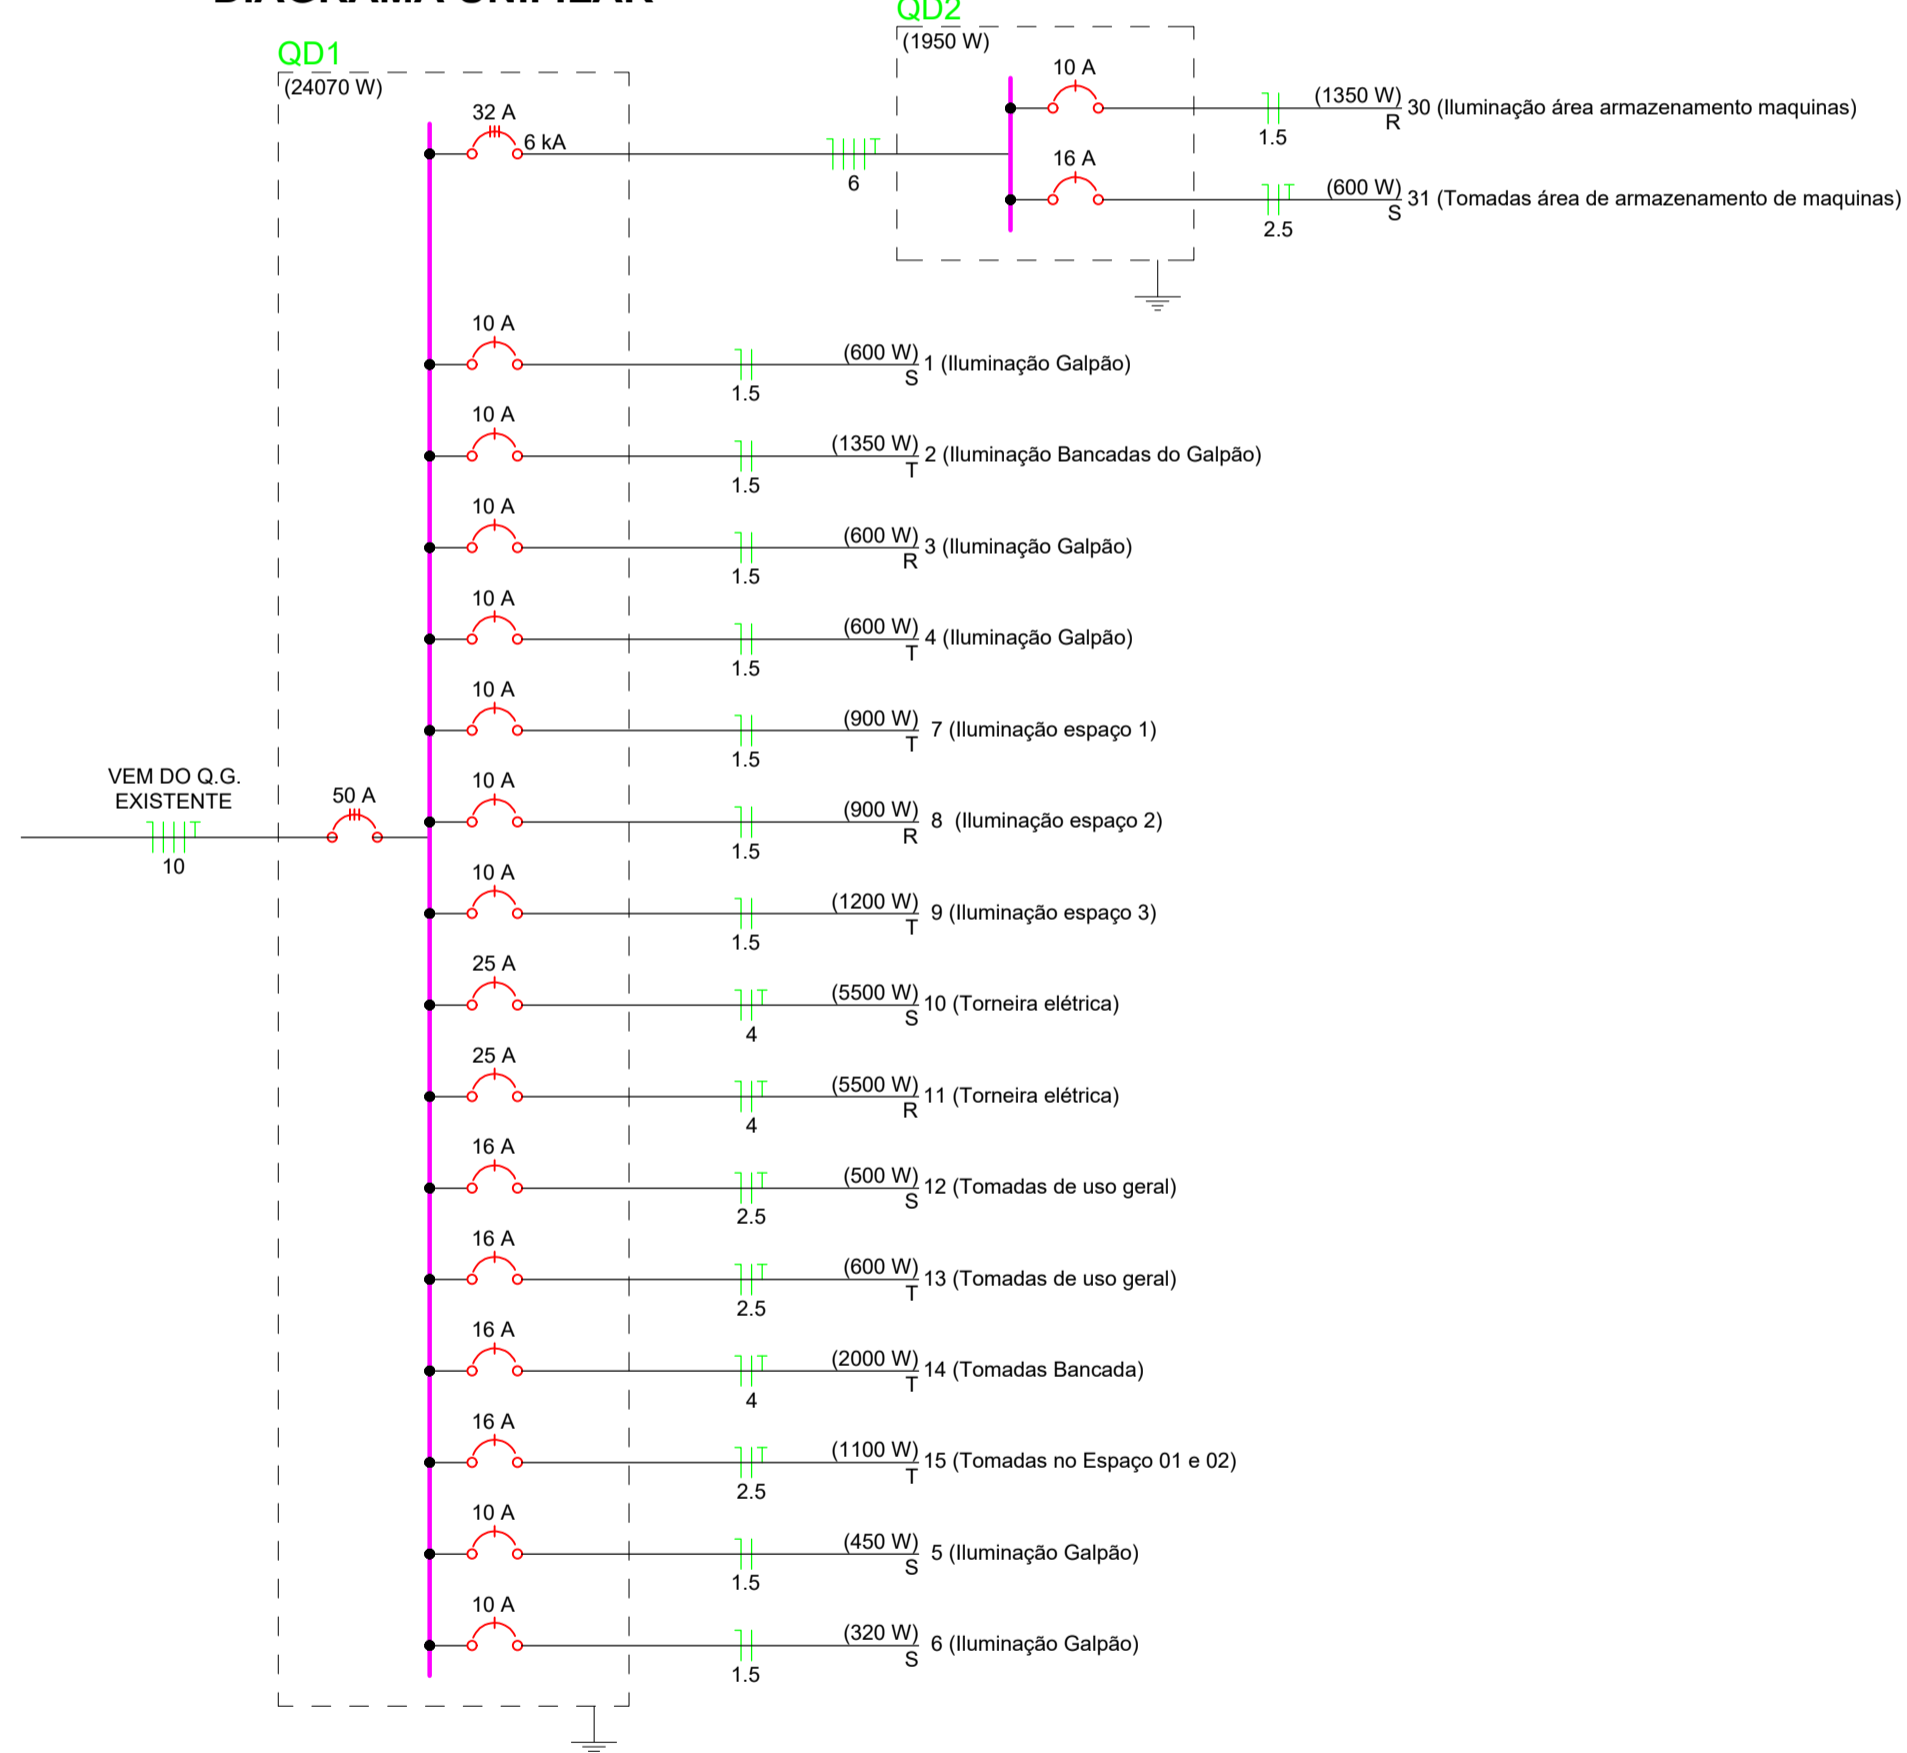 DIAGRAMA UNIFILAR
QD2
(1950 W)
10 A
(1350 W)
R
30 (Iluminação área armazenamento maquinas)
1.5
16 A
(600 W)
S
31 (Tomadas área de armazenamento de maquinas)
2.5
QD1
(24070 W)
32 A
6 kA
6
10 A
(600 W)
S
1 (Iluminação Galpão)
1.5
10 A
(1350 W)
T
2 (Iluminação Bancadas do Galpão)
1.5
10 A
(600 W)
R
3 (Iluminação Galpão)
1.5
10 A
(600 W)
T
4 (Iluminação Galpão)
1.5
10 A
(900 W)
T
7 (Iluminação espaço 1)
1.5
VEM DO Q.G.
EXISTENTE
10
50 A
10 A
(900 W)
R
8 (Iluminação espaço 2)
1.5
10 A
(1200 W)
T
9 (Iluminação espaço 3)
1.5
25 A
(5500 W)
S
10 (Torneira elétrica)
4
25 A
(5500 W)
R
11 (Torneira elétrica)
4
16 A
(500 W)
S
12 (Tomadas de uso geral)
2.5
16 A
(600 W)
T
13 (Tomadas de uso geral)
2.5
16 A
(2000 W)
T
14 (Tomadas Bancada)
4
16 A
(1100 W)
T
15 (Tomadas no Espaço 01 e 02)
2.5
10 A
(450 W)
S
5 (Iluminação Galpão)
1.5
10 A
(320 W)
S
6 (Iluminação Galpão)
1.5